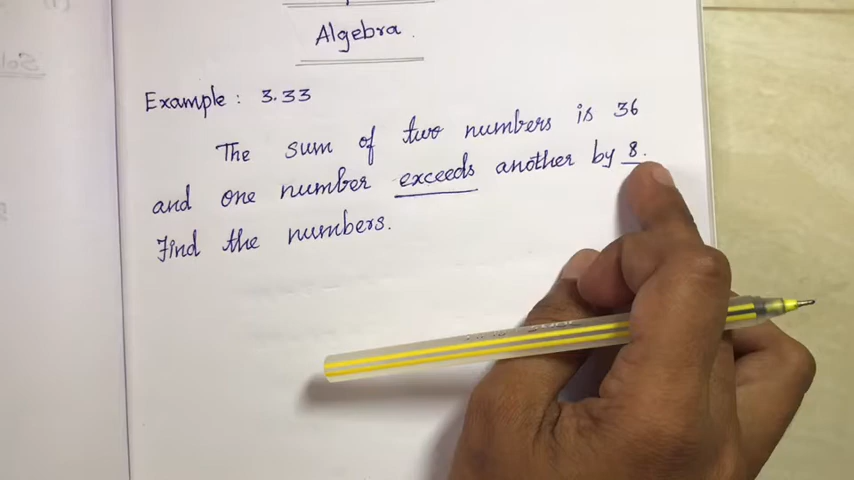 Algebra
Example : 3.33
The sum of two numbers is 36
and one number exceeds another by 8.
Find the numbers.